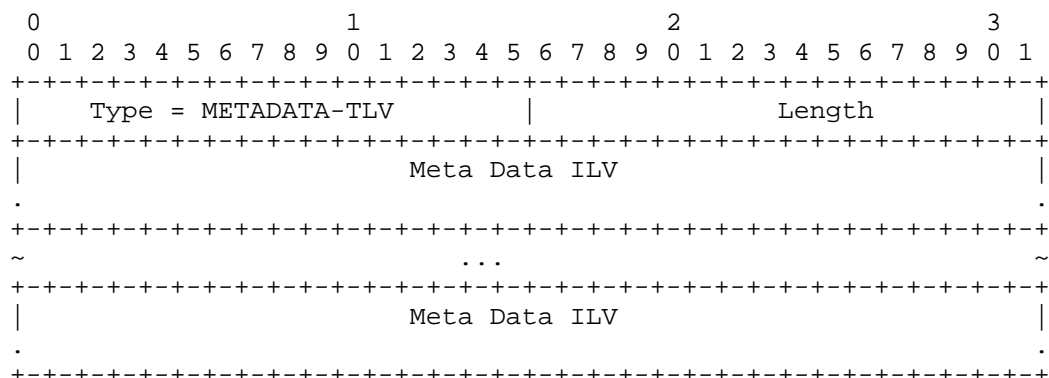 0                   1                   2                   3
 0 1 2 3 4 5 6 7 8 9 0 1 2 3 4 5 6 7 8 9 0 1 2 3 4 5 6 7 8 9 0 1
+-+-+-+-+-+-+-+-+-+-+-+-+-+-+-+-+-+-+-+-+-+-+-+-+-+-+-+-+-+-+-+-+
|    Type = METADATA-TLV        |               Length          |
+-+-+-+-+-+-+-+-+-+-+-+-+-+-+-+-+-+-+-+-+-+-+-+-+-+-+-+-+-+-+-+-+
|                        Meta Data ILV                          |
.                                                               .
+-+-+-+-+-+-+-+-+-+-+-+-+-+-+-+-+-+-+-+-+-+-+-+-+-+-+-+-+-+-+-+-+
~                           ...                                 ~
+-+-+-+-+-+-+-+-+-+-+-+-+-+-+-+-+-+-+-+-+-+-+-+-+-+-+-+-+-+-+-+-+
|                        Meta Data ILV                          |
.                                                               .
+-+-+-+-+-+-+-+-+-+-+-+-+-+-+-+-+-+-+-+-+-+-+-+-+-+-+-+-+-+-+-+-+